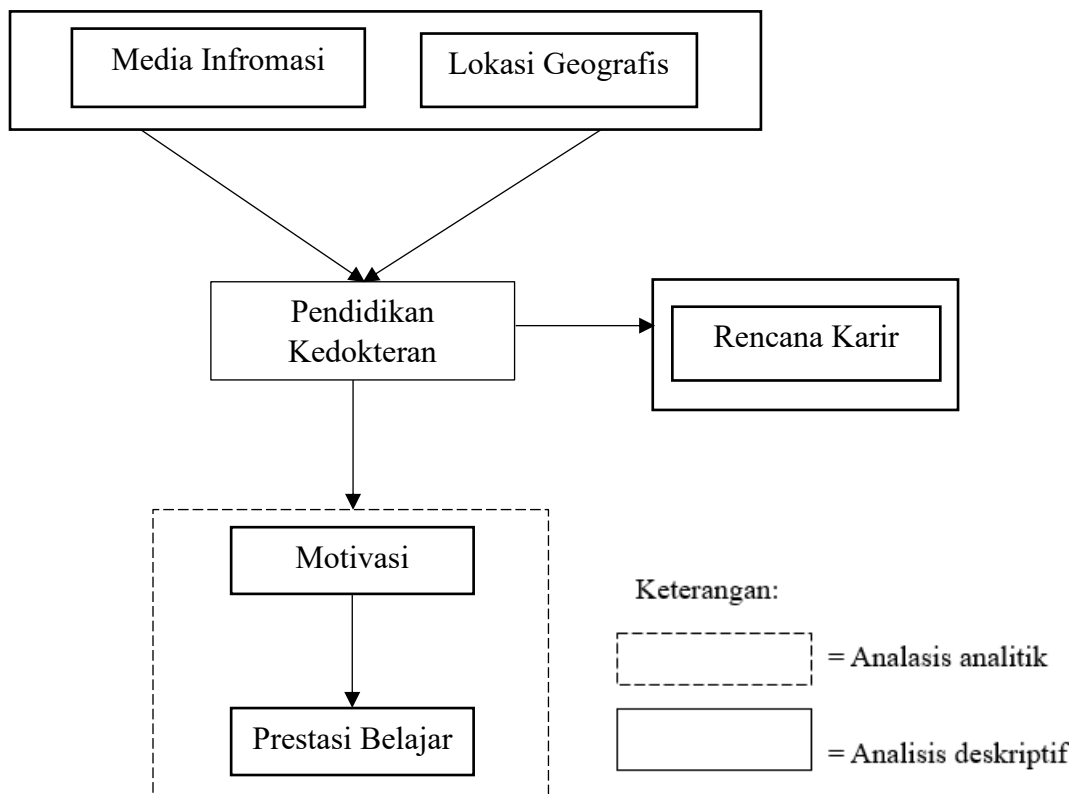 Media Infromasi
Lokasi Geografis
Pendidikan
Kedokteran
Rencana Karir
Motivasi
Prestasi Belajar
Keterangan:
= Analasis analitik
= Analisis deskriptif